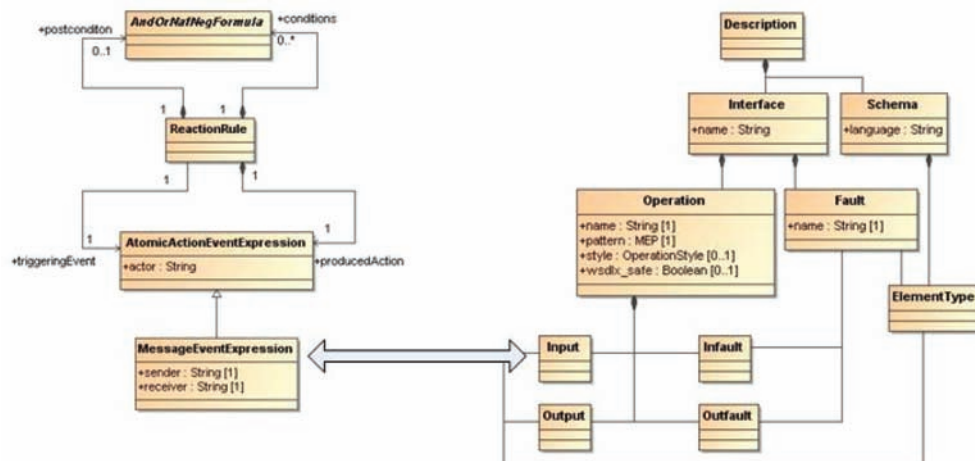 AndOrNafNegFormula
+postconditon
0..1
+conditions
0..*
1
1
ReactionRule
1
1
1
1
AtomicActionEventExpression
+triggeringEvent
+producedAction
+actor : String
MessageEventExpression
+sender : String [1]
+receiver : String [1]
Description
Interface
+name : String
Schema
+language : String
Operation
+name : String [1]
+pattern : MEP [1]
+style : OperationStyle [0..1]
+wsdlx_safe : Boolean [0..1]
Fault
+name : String [1]
ElementType
Input
Infault
Output
Outfault